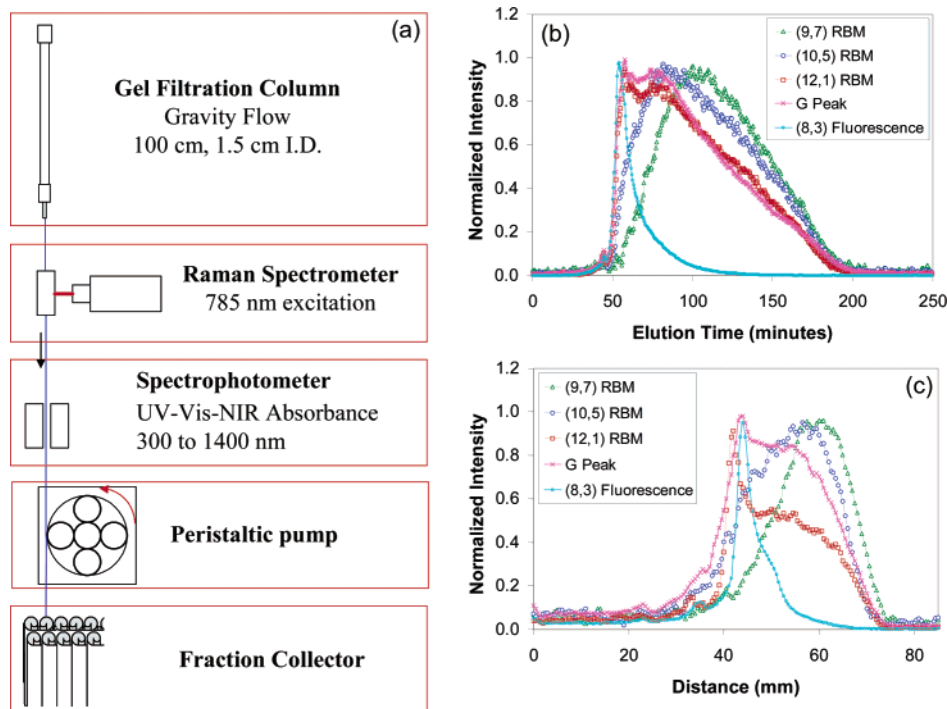 (a)
Gel Filtration Column
Gravity Flow
100 cm, 1.5 cm I.D.
Raman Spectrometer
785 nm excitation
Spectrophotometer
UV-Vis-NIR Absorbance
300 to 1400 nm
Peristaltic pump
Fraction Collector
(b)
(9,7) RBM
(10,5) RBM
(12,1) RBM
G Peak
(8,3) Fluorescence
Normalized Intensity
1.2
1.0
0.8
0.6
0.4
0.2
0.0
0 50 100 150 200 250
Elution Time (minutes)
(c)
(9,7) RBM
(10,5) RBM
(12,1) RBM
G Peak
(8,3) Fluorescence
Normalized Intensity
1.2
1.0
0.8
0.6
0.4
0.2
0.0
0 20 40 60 80
Distance (mm)